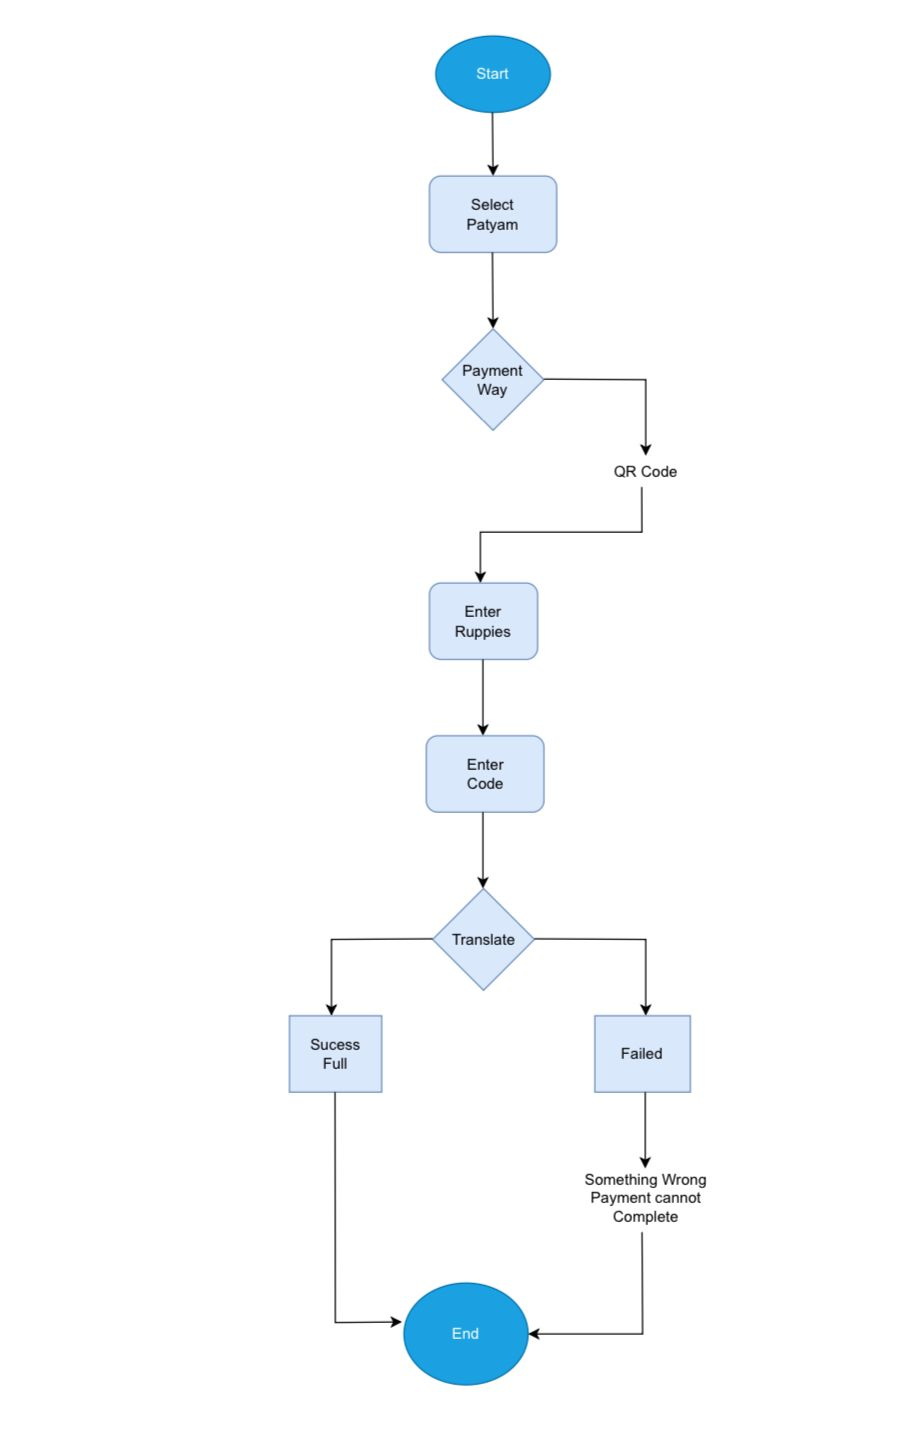 Start
Select
Patyam
Payment
Way
QR Code
Enter
Ruppies
Enter
Code
Translate
Sucess
Full
Failed
Something Wrong
Payment cannot
Complete
End